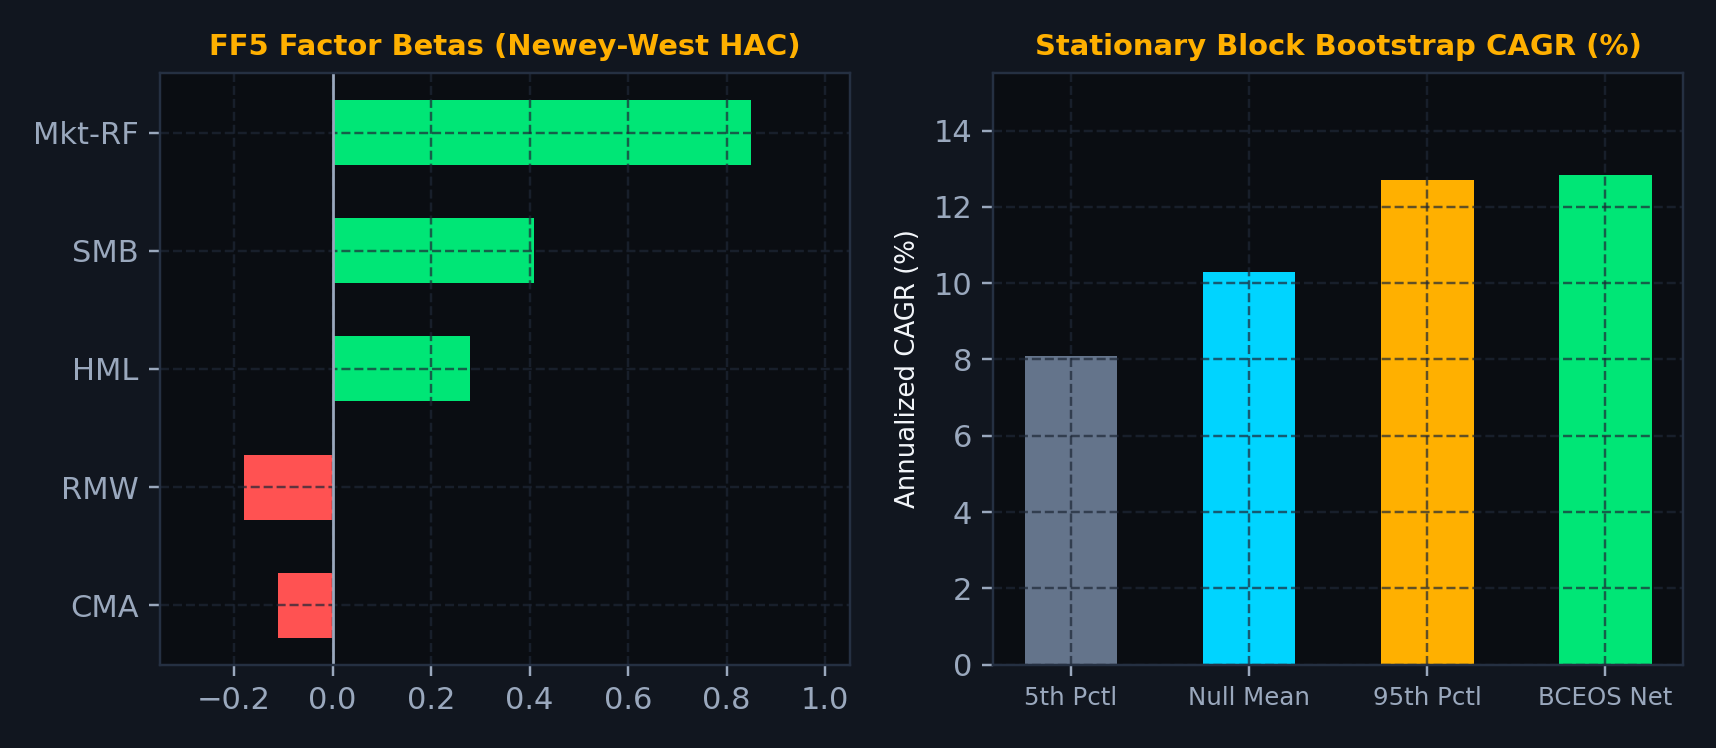 FF5 Factor Betas (Newey-West HAC)
Mkt-RF
SMB
HML
RMW
CMA
−0.2 0.0 0.2 0.4 0.6 0.8 1.0
Stationary Block Bootstrap CAGR (%)
Annualized CAGR (%)
14
12
10
8
6
4
2
0
5th Pctl Null Mean 95th Pctl BCEOS Net